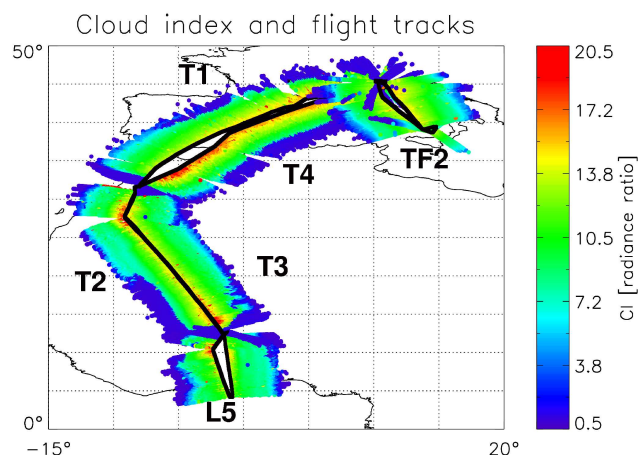 Cloud index and flight tracks
50°
T1
T4
TF2
T2
T3
L5
0°
-15°
20°
20.5
17.2
13.8
10.5
7.2
3.8
0.5
CI [radiance ratio]